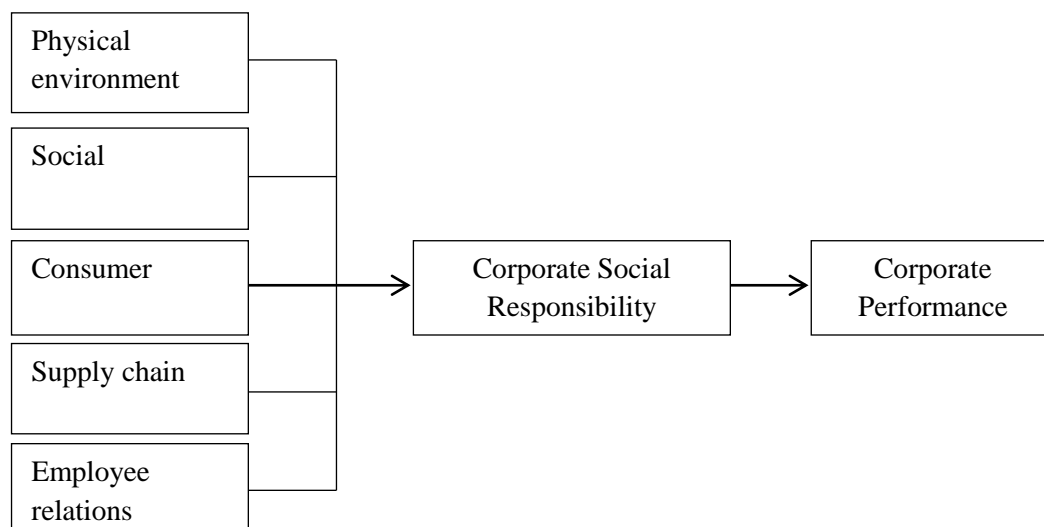 Physical
environment
Social
Consumer
Supply chain
Employee
relations
Corporate Social
Responsibility
Corporate
Performance